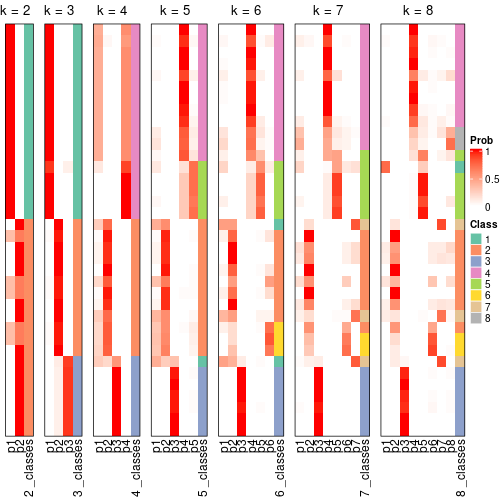 k = 2 k = 3 k = 4 k = 5 k = 6 k = 7 k = 8
Prob
1
0.5
0
Class
1
2
3
4
5
6
7
8
p1 p2 2_classes p1 p2 p3 3_classes p1 p2 p3 p4 4_classes p1 p2 p3 p4 p5 5_classes p1 p2 p3 p4 p5 p6 6_classes p1 p2 p3 p4 p5 p6 p7 7_classes p1 p2 p3 p4 p5 p6 p7 p8 8_classes